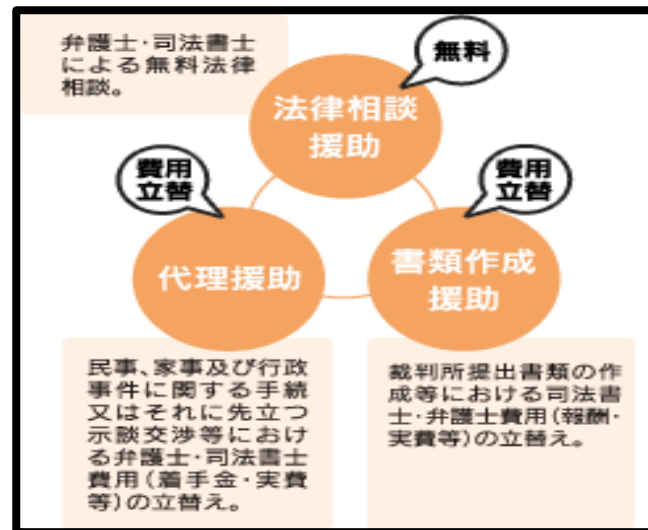 弁護士・司法書士
による無料法律
相談。
無料
法律相談
援助
費用
立替
代理援助
費用
立替
書類作成
援助
民事、家事及び行政
事件に関する手続
又はそれに先立つ
示談交渉等におけ
る弁護士・司法書士
費用(着手金・実費
等)の立替え。
裁判所提出書類の作
成等における司法書
士・弁護士費用(報酬・
実費等)の立替え。